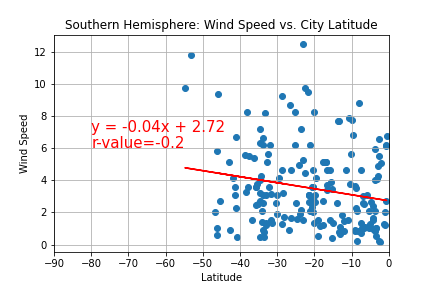 Southern Hemisphere: Wind Speed vs. City Latitude
12
10
8
6
4
2
0
Wind Speed
y = -0.04x + 2.72
r-value=-0.2
−90 −80 −70 −60 −50 −40 −30 −20 −10 0
Latitude